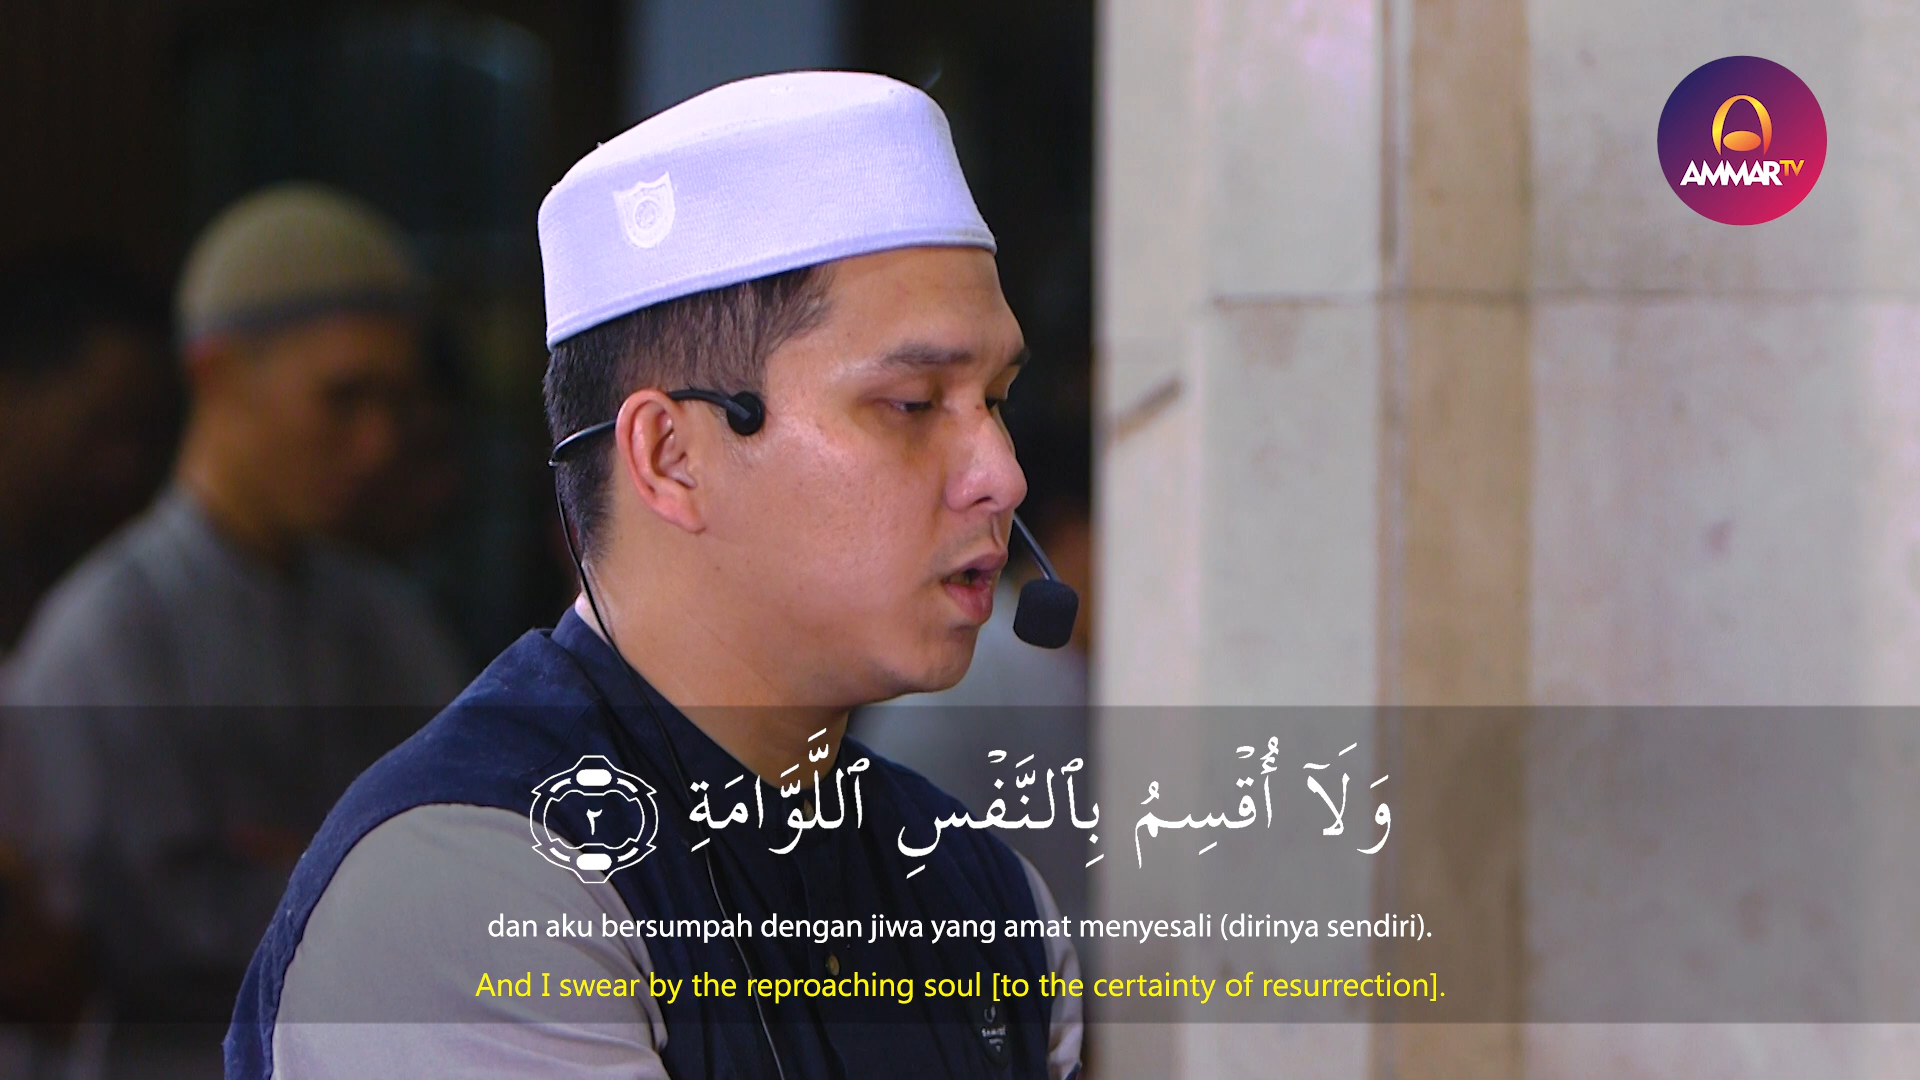 AMMARTV
وَلَآ أُقْسِمُ بِٱلنَّفْسِ ٱللَّوَّامَةِ ٢
dan aku bersumpah dengan jiwa yang amat menyesali (dirinya sendiri).
And I swear by the reproaching soul [to the certainty of resurrection].